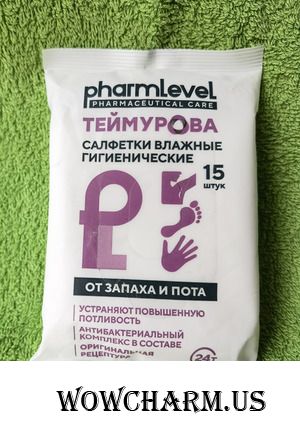 pharmLevel
PHARMACEUTICAL CARE
ТЕЙМУРОВА
САЛФЕТКИ ВЛАЖНЫЕ
ГИГИЕНИЧЕСКИЕ
15
штук
ОТ ЗАПАХА И ПОТА
УСТРАНЯЮТ ПОВЫШЕННУЮ
ПОТЛИВОСТЬ
АНТИБАКТЕРИАЛЬНЫЙ
КОМПЛЕКС В СОСТАВЕ
ОРИГИНАЛЬНАЯ
РЕЦЕПТУРА
WOWCHARM.US